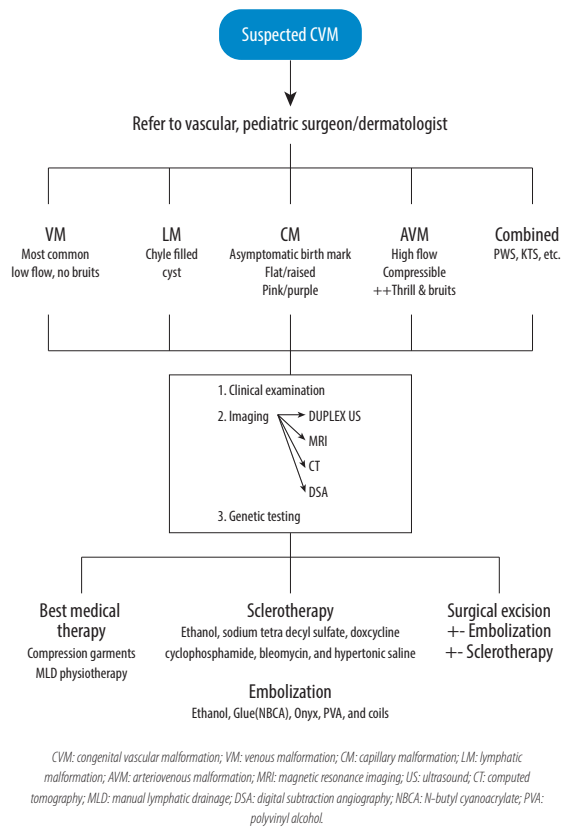 Suspected CVM
Refer to vascular, pediatric surgeon/dermatologist
VM
Most common
low flow, no bruits
LM
Chyle filled
cyst
CM
Asymptomatic birth mark
Flat/raised
Pink/purple
AVM
High flow
Compressible
++Thrill & bruits
Combined
PWS, KTS, etc.
1. Clinical examination
2. Imaging
DUPLEX US
MRI
CT
DSA
3. Genetic testing
Best medical
therapy
Compression garments
MLD physiotherapy
Sclerotherapy
Ethanol, sodium tetra decyl sulfate, doxcycline
cyclophosphamide, bleomycin, and hypertonic saline
Embolization
Ethanol, Glue(NBCA), Onyx, PVA, and coils
Surgical excision
+- Embolization
+- Sclerotherapy
CVM: congenital vascular malformation; VM: venous malformation; CM: capillary malformation; LM: lymphatic
malformation; AVM: arteriovenous malformation; MRI: magnetic resonance imaging; US: ultrasound; CT: computed
tomography; MLD: manual lymphatic drainage; DSA: digital subtraction angiography; NBCA: N-butyl cyanoacrylate; PVA:
polyvinyl alcohol.